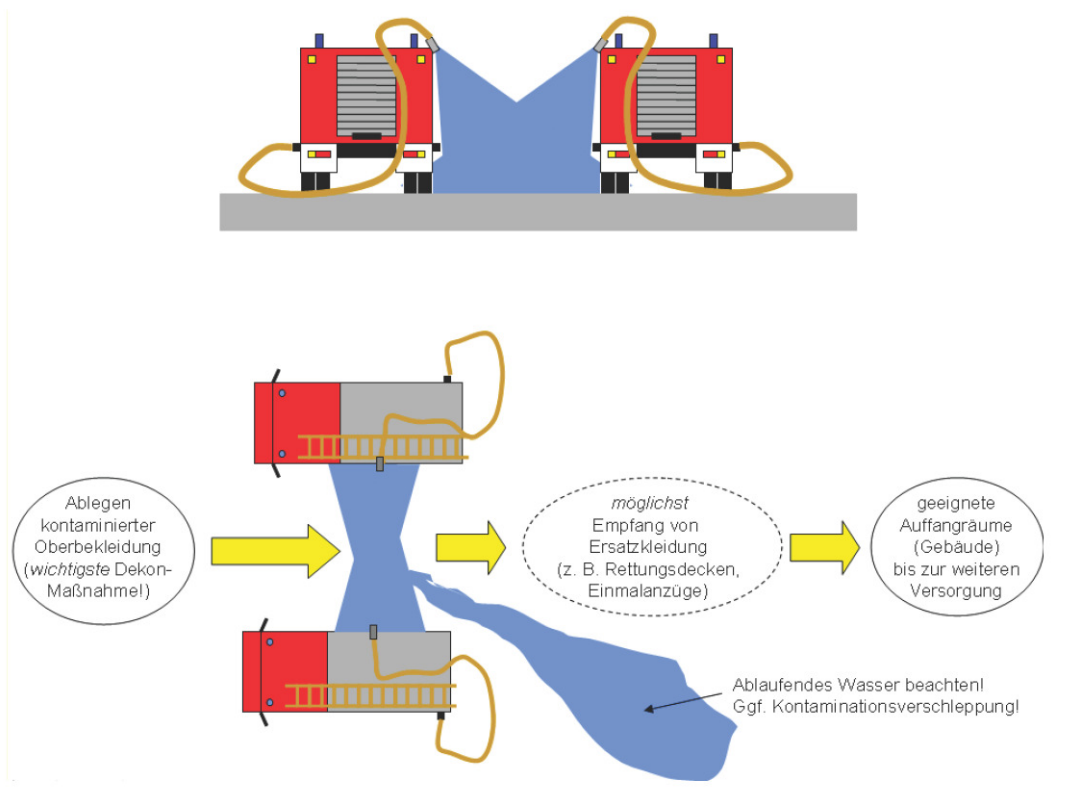 Ablegen
kontaminierter
Oberbekleidung
(wichtigste Dekon-
Maßnahme!)
möglichst
Empfang von
Ersatzkleidung
(z. B. Rettungsdecken,
Einmalanzüge)
geeignete
Auffangräume
(Gebäude)
bis zur weiteren
Versorgung
Ablaufendes Wasser beachten!
Ggf. Kontaminationsverschleppung!